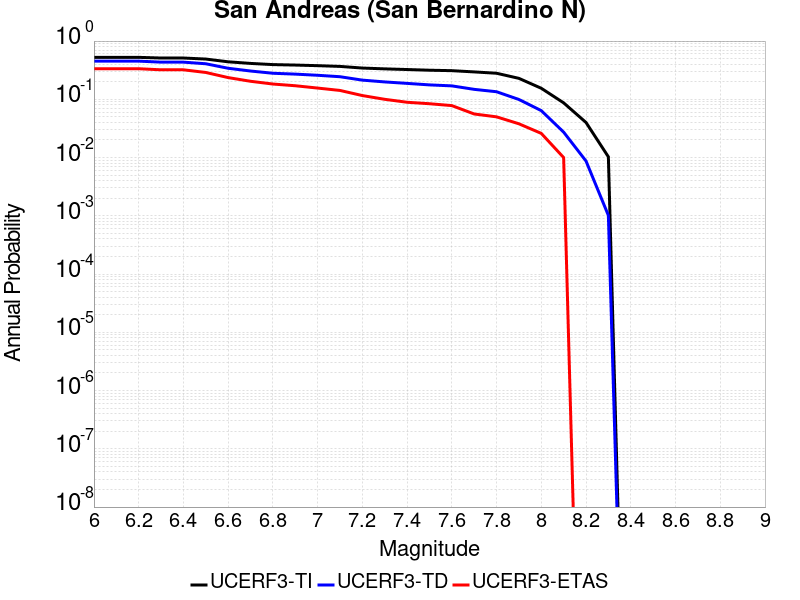 San Andreas (San Bernardino N)
10^0
10^-1
10^-2
10^-3
10^-4
10^-5
10^-6
10^-7
10^-8
Annual Probability
6 6.2 6.4 6.6 6.8 7 7.2 7.4 7.6 7.8 8 8.2 8.4 8.6 8.8 9
Magnitude
UCERF3-TI UCERF3-TD UCERF3-ETAS